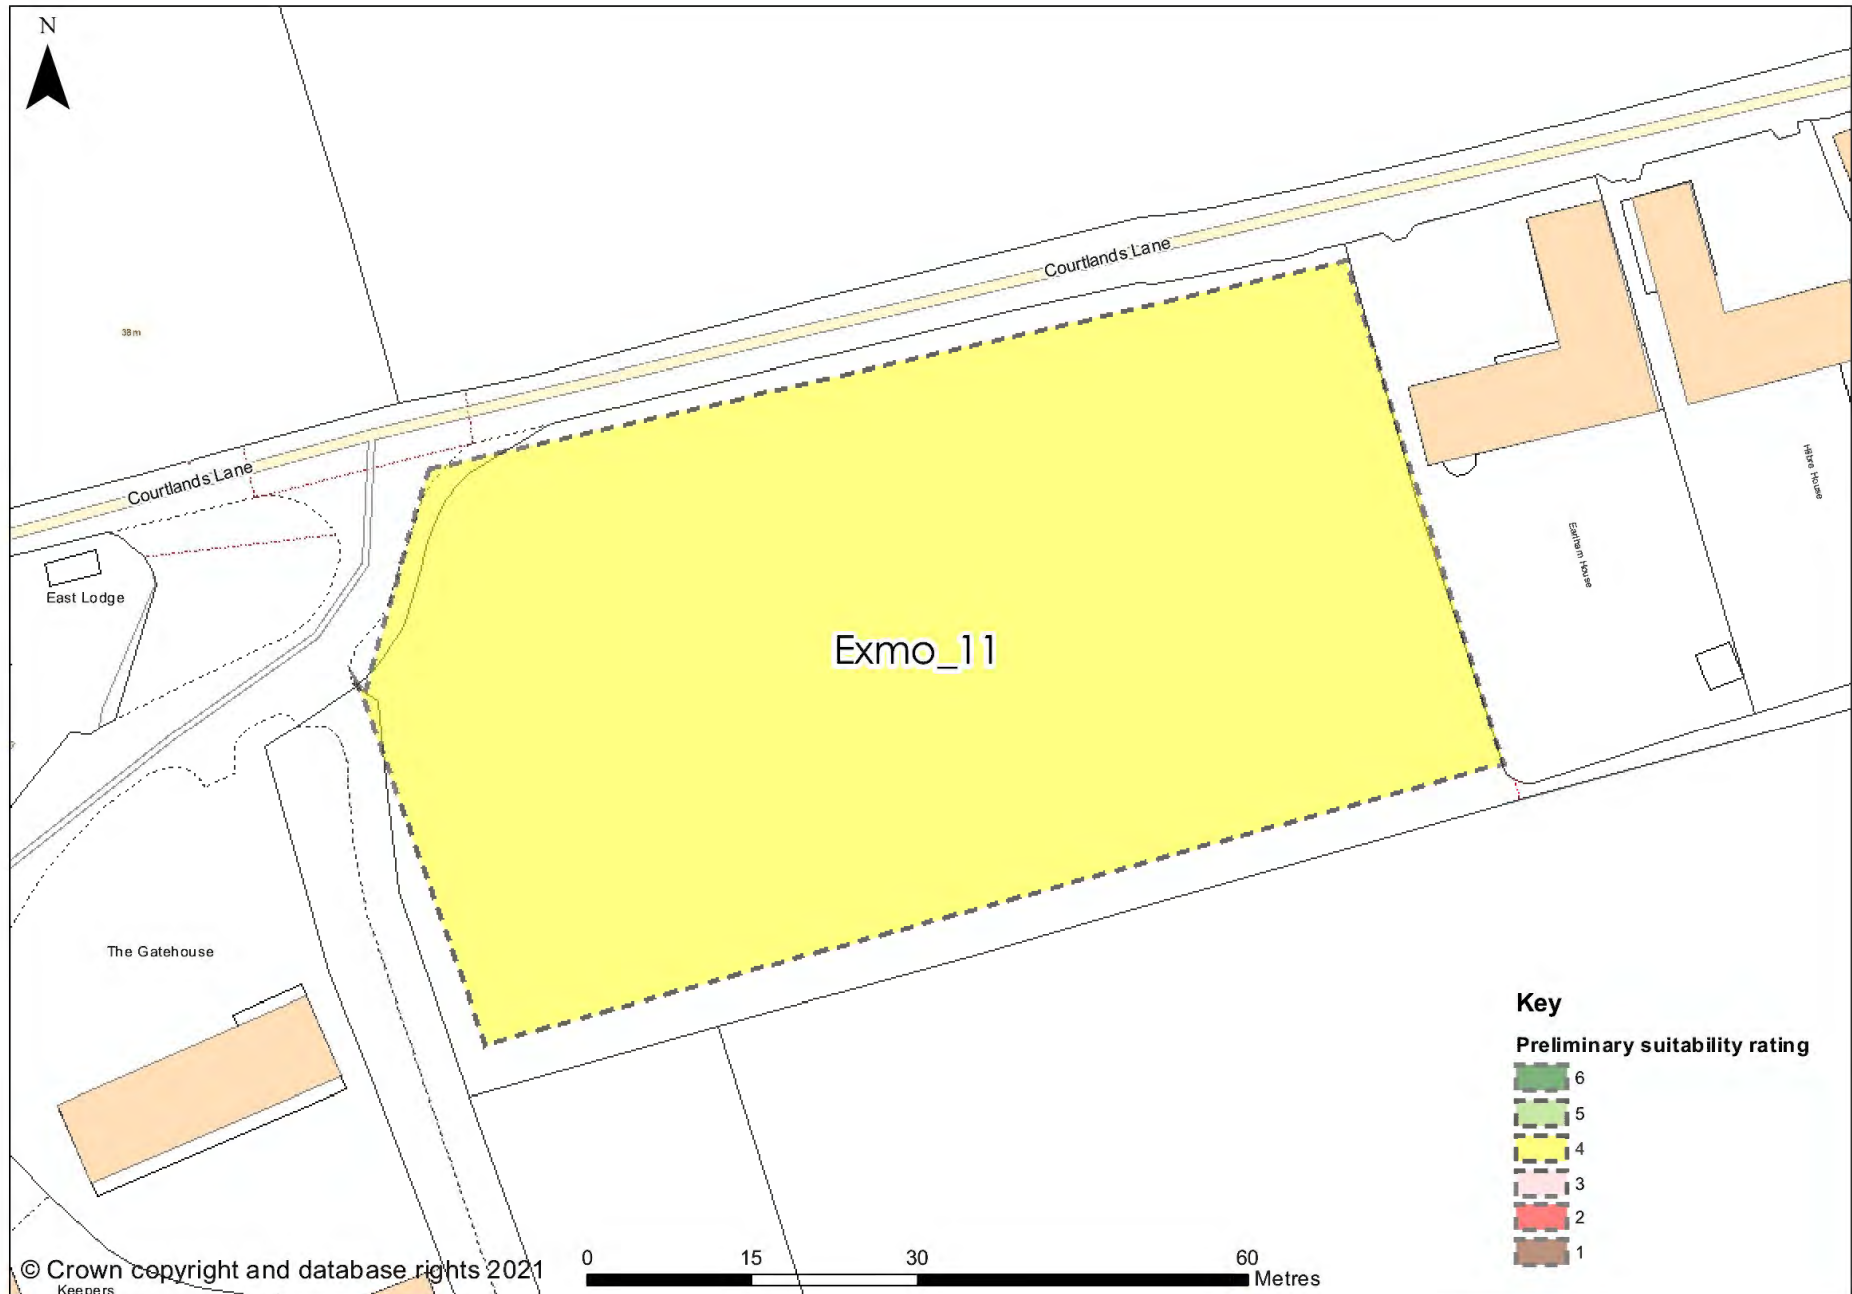 N
Courtlands Lane
38m
Courtlands Lane
Hibre House
Earlham House
East Lodge
Exmo_11
The Gatehouse
Key
Preliminary suitability rating
6
5
4
3
2
1
© Crown copyright and database rights 2021
Keepers
0 15 30 60
Metres